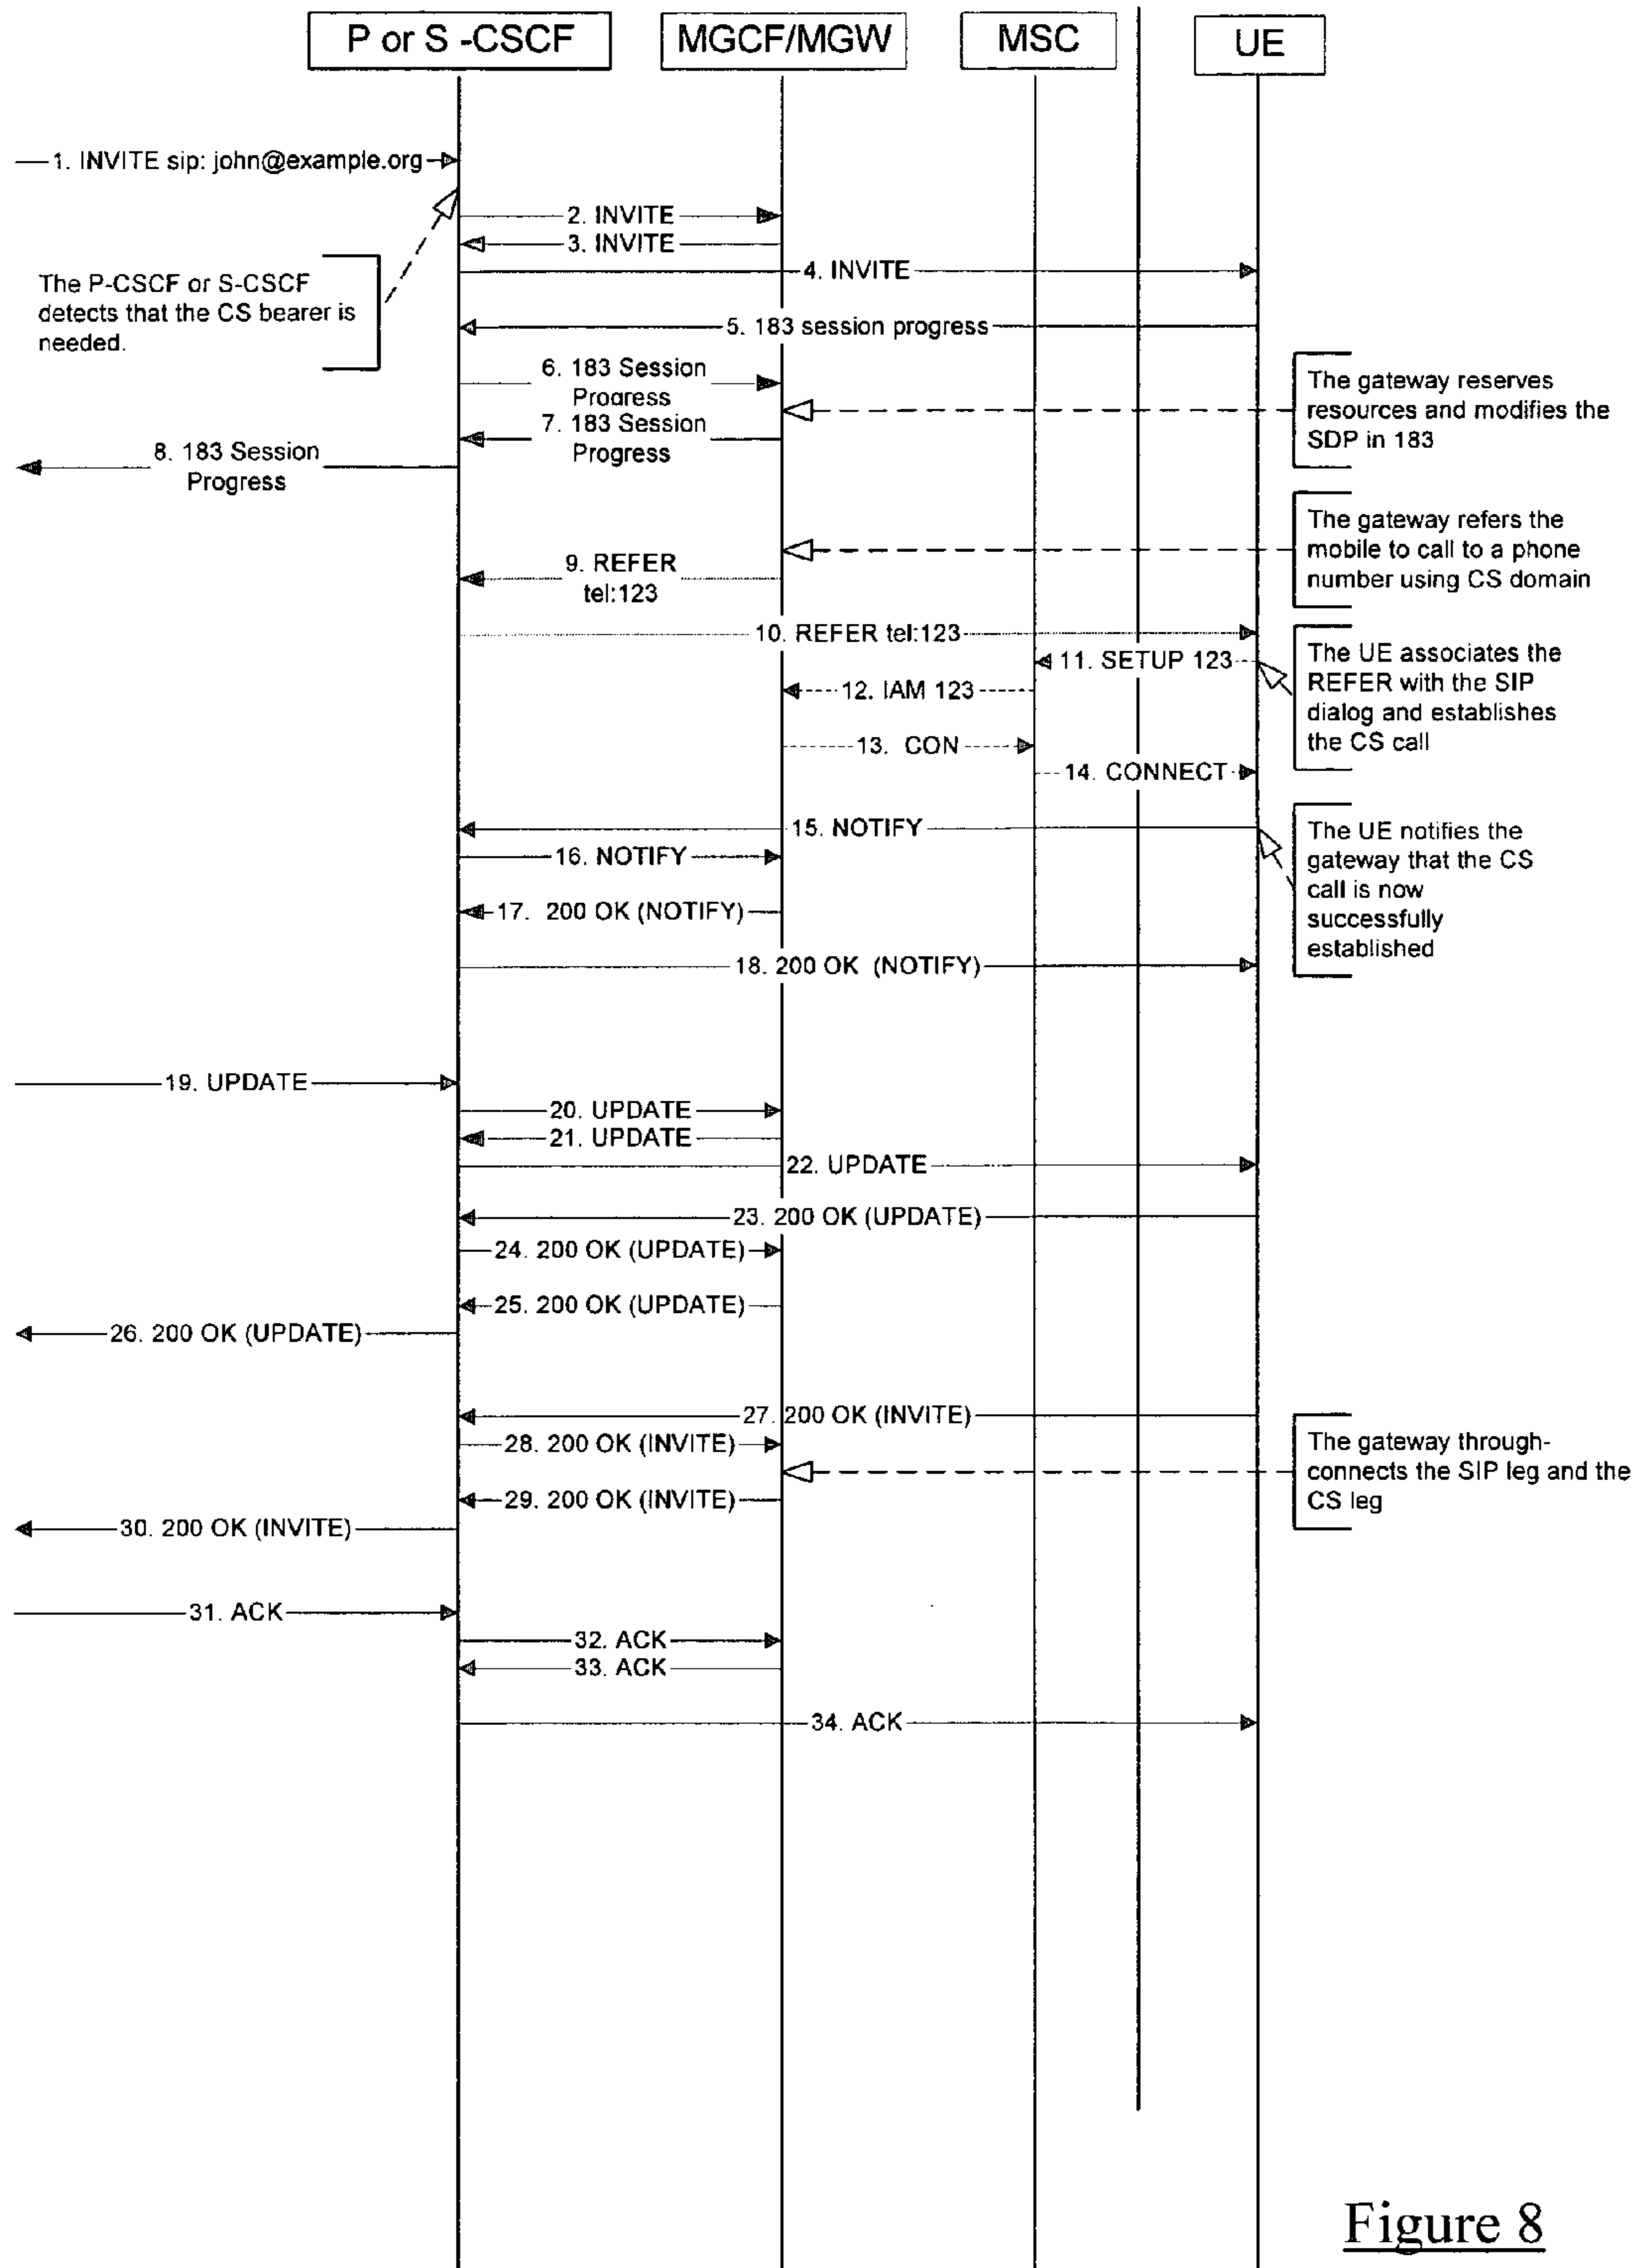 P or S -CSCF
MGCF/MGW
MSC
UE
1. INVITE sip: john@example.org
2. INVITE
3. INVITE
4. INVITE
The P-CSCF or S-CSCF
detects that the CS bearer is
needed.
5. 183 session progress
6. 183 Session
Progress
The gateway reserves
resources and modifies the
SDP in 183
7. 183 Session
Progress
8. 183 Session
Progress
The gateway refers the
mobile to call to a phone
number using CS domain
9. REFER
tel:123
10. REFER tel:123
11. SETUP 123
The UE associates the
REFER with the SIP
dialog and establishes
the CS call
12. IAM 123
13. CON
14. CONNECT
15. NOTIFY
The UE notifies the
gateway that the CS
call is now
successfully
established
16. NOTIFY
17. 200 OK (NOTIFY)
18. 200 OK (NOTIFY)
19. UPDATE
20. UPDATE
21. UPDATE
22. UPDATE
23. 200 OK (UPDATE)
24. 200 OK (UPDATE)
25. 200 OK (UPDATE)
26. 200 OK (UPDATE)
27. 200 OK (INVITE)
28. 200 OK (INVITE)
The gateway through-
connects the SIP leg and the
CS leg
29. 200 OK (INVITE)
30. 200 OK (INVITE)
31. ACK
32. ACK
33. ACK
34. ACK
Figure 8